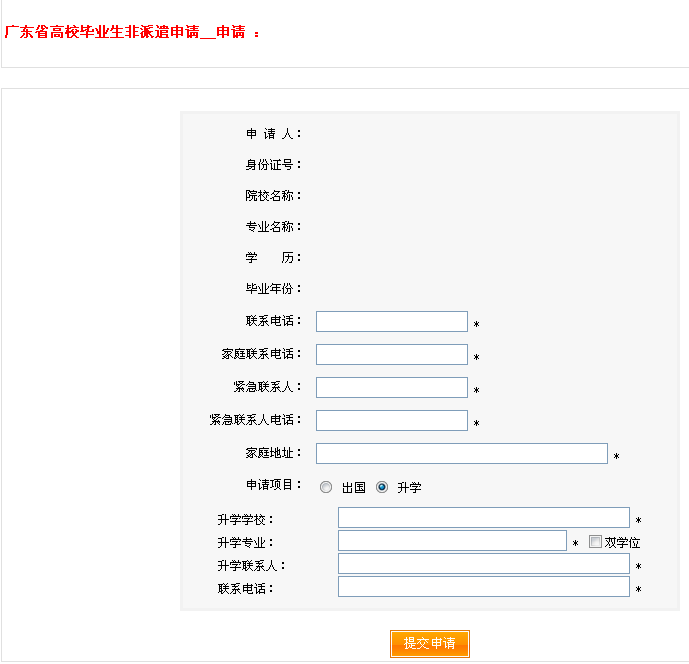 广东省高校毕业生非派遣申请__申请 ：
申 请 人：
身份证号：
院校名称：
专业名称：
学  历：
毕业年份：
联系电话： *
家庭联系电话： *
紧急联系人： *
紧急联系人电话： *
家庭地址： *
申请项目： 出国 升学
升学学校： *
升学专业： * 双学位
升学联系人： *
联系电话： *
提交申请